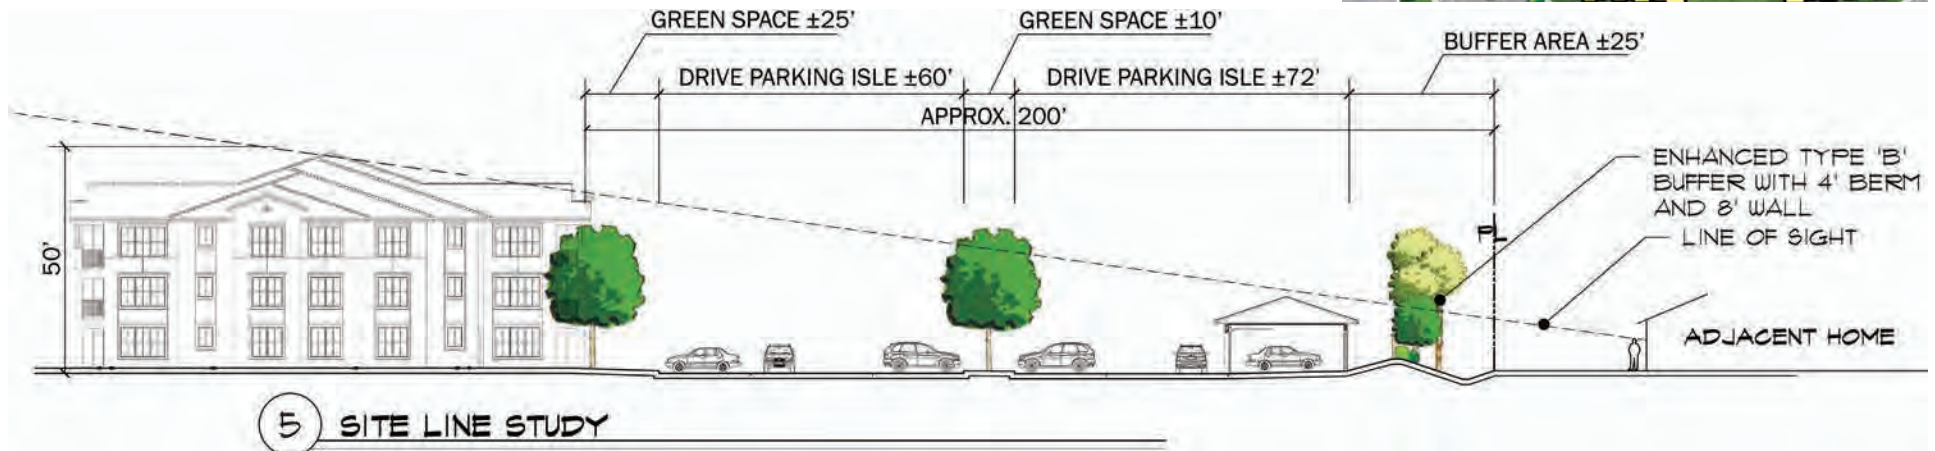 GREEN SPACE ±25'
GREEN SPACE ±10'
BUFFER AREA ±25'
DRIVE PARKING ISLE ±60'
DRIVE PARKING ISLE ±72'
APPROX. 200'
ENHANCED TYPE 'B'
BUFFER WITH 4' BERM
AND 8' WALL
LINE OF SIGHT
PL
50'
ADJACENT HOME
5 SITE LINE STUDY